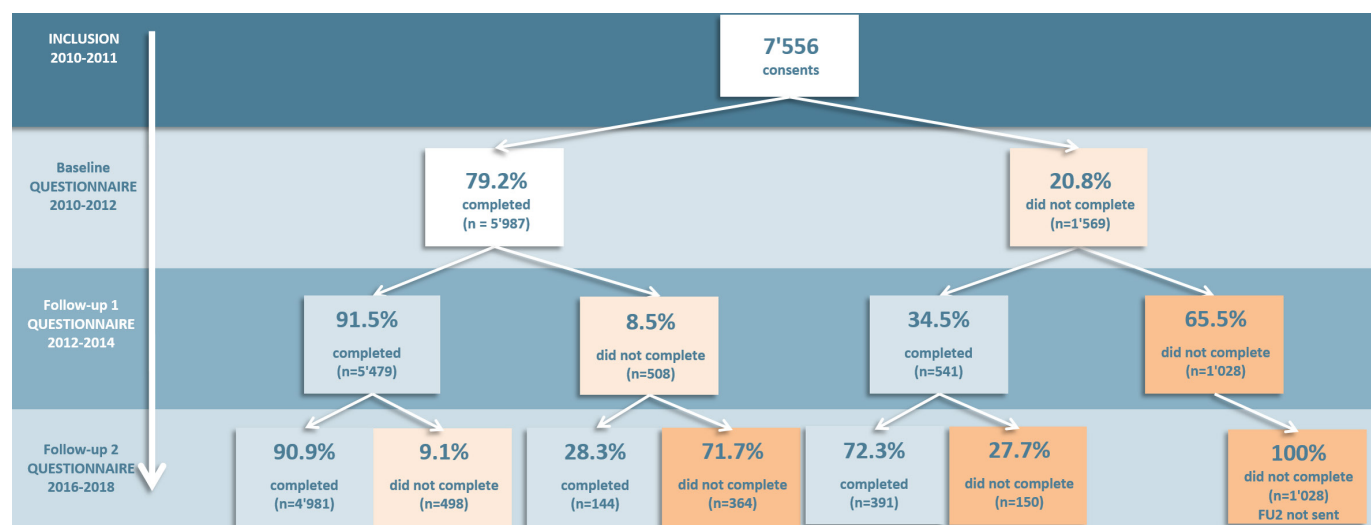 INCLUSION
2010-2011
7'556
consents
Baseline
QUESTIONNAIRE
2010-2012
79.2%
completed
(n = 5'987)
20.8%
did not complete
(n=1'569)
Follow-up 1
QUESTIONNAIRE
2012-2014
91.5%
completed
(n=5'479)
8.5%
did not complete
(n=508)
34.5%
completed
(n=541)
65.5%
did not complete
(n=1'028)
Follow-up 2
QUESTIONNAIRE
2016-2018
90.9%
completed
(n=4'981)
9.1%
did not complete
(n=498)
28.3%
completed
(n=144)
71.7%
did not complete
(n=364)
72.3%
completed
(n=391)
27.7%
did not complete
(n=150)
100%
did not complete
(n=1'028)
FU2 not sent